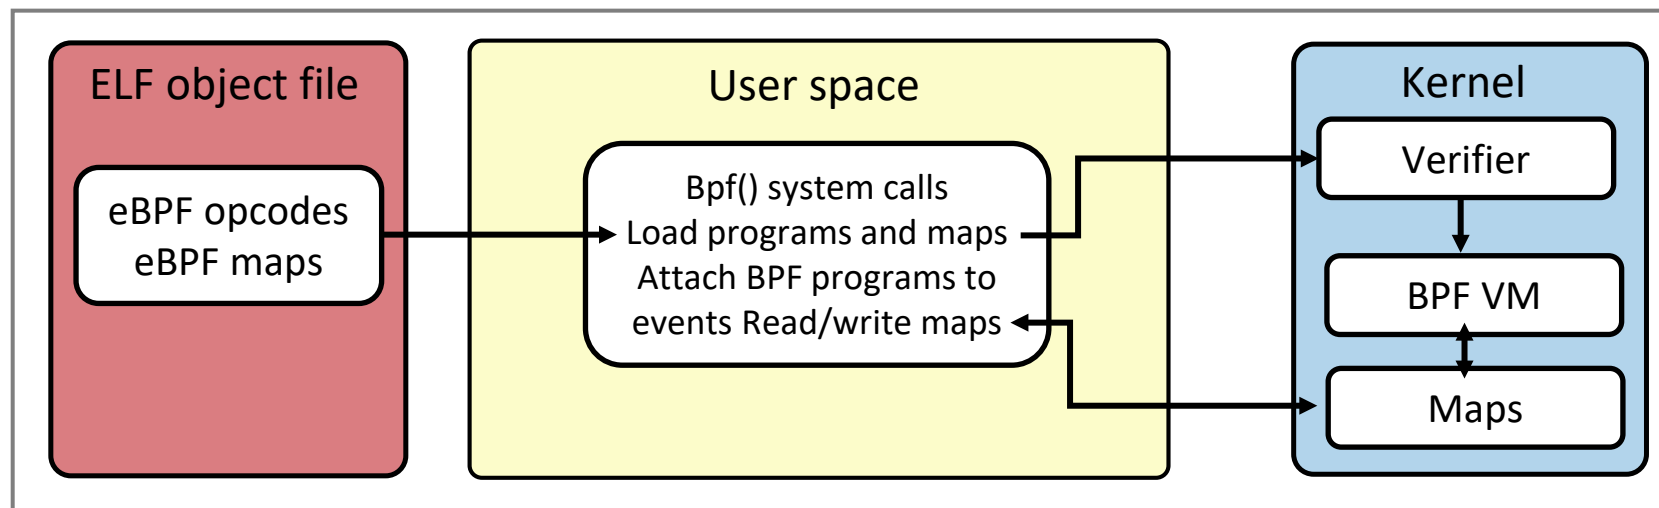 ELF object file
eBPF opcodes
eBPF maps
User space
Bpf() system calls
Load programs and maps
Attach BPF programs to
events Read/write maps
Kernel
Verifier
BPF VM
Maps